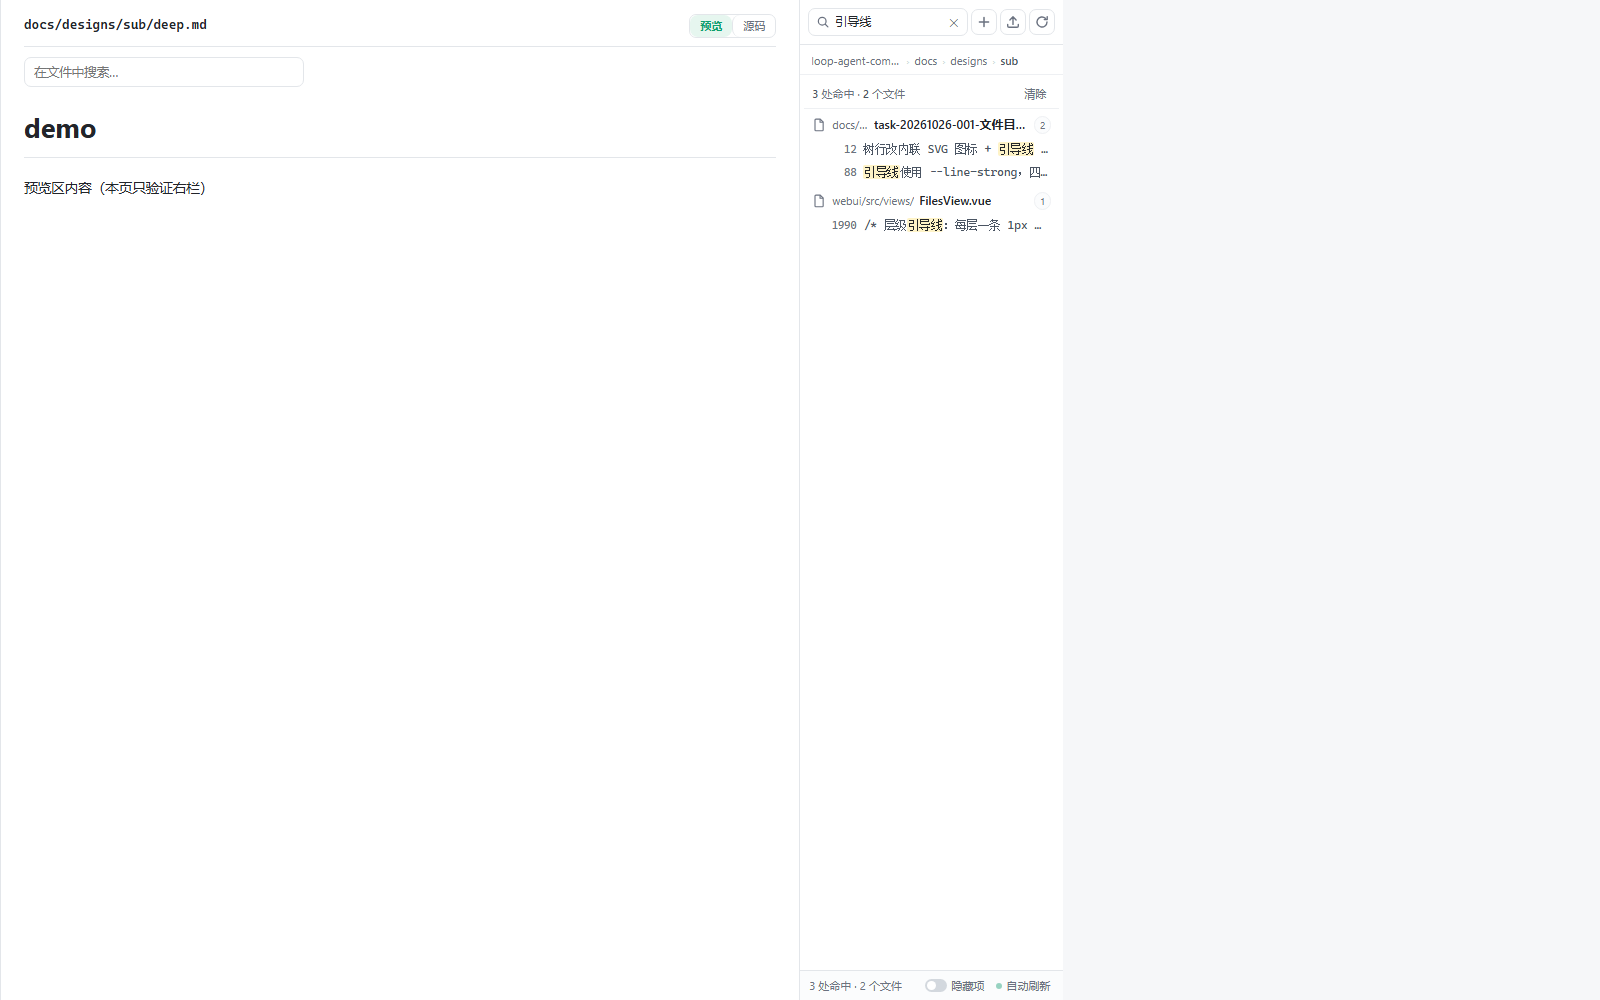 docs/designs/sub/deep.md
预览 源码
在文件中搜索...
demo
预览区内容（本页只验证右栏）
引导线
loop-agent-com... › docs › designs › sub
3 处命中 · 2 个文件 清除
docs/... task-20261026-001-文件目... 2
12 树行改内联 SVG 图标 + 引导线 …
88 引导线使用 --line-strong，四…
webui/src/views/ FilesView.vue 1
1990 /* 层级引导线：每层一条 1px …
3 处命中 · 2 个文件 隐藏项 自动刷新